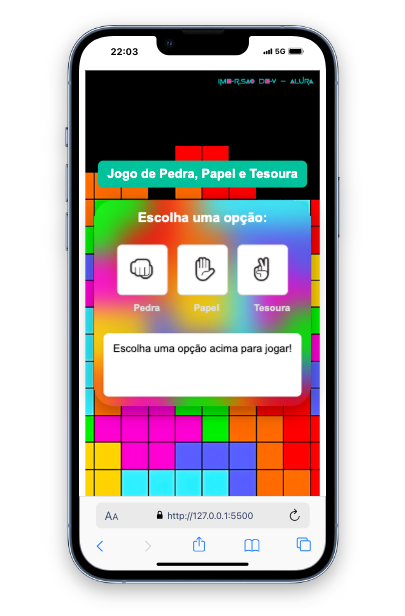 22:03
5G
IMERSÃO DEV - ALURA
Jogo de Pedra, Papel e Tesoura
Escolha uma opção:
Pedra
Papel
Tesoura
Escolha uma opção acima para jogar!
AA
http://127.0.0.1:5500